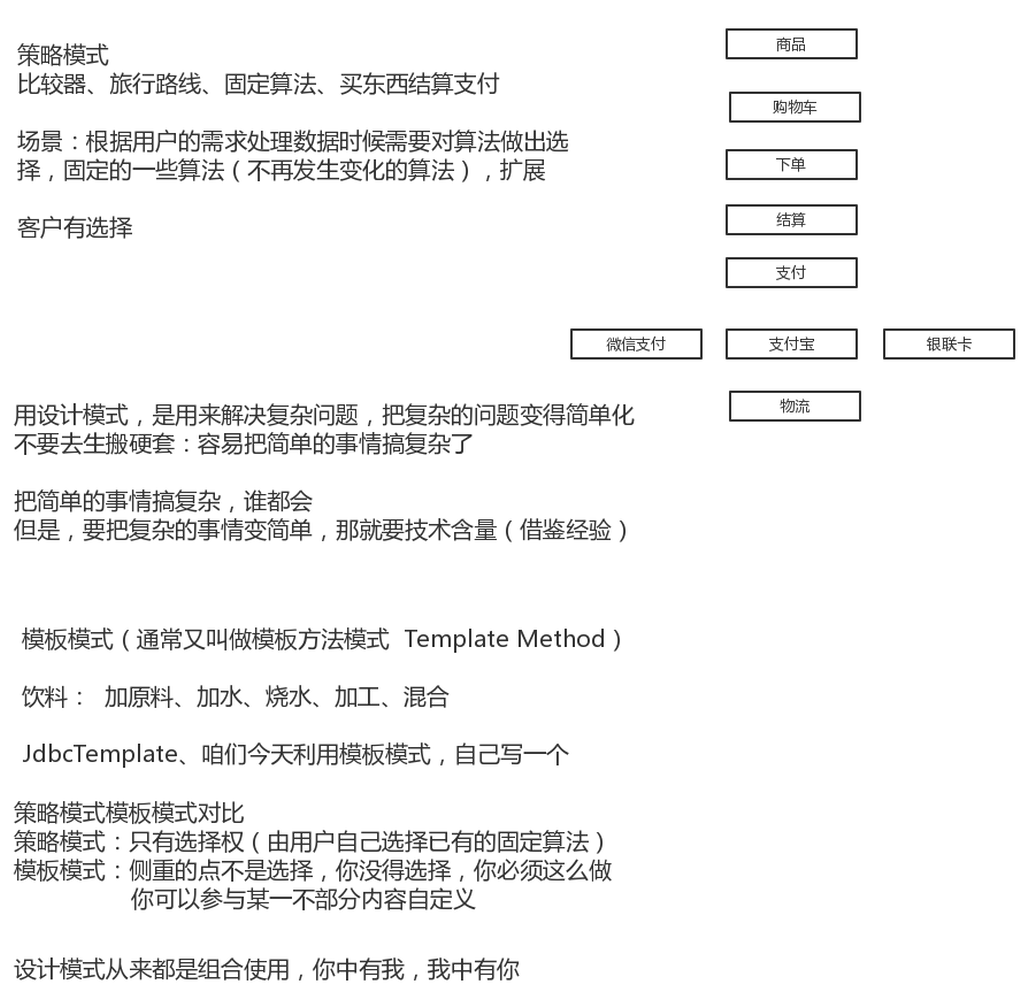 策略模式
比较器、旅行路线、固定算法、买东西结算支付
场景：根据用户的需求处理数据时候需要对算法做出选
择，固定的一些算法（不再发生变化的算法），扩展
客户有选择
商品
购物车
下单
结算
支付
微信支付
支付宝
银联卡
物流
用设计模式，是用来解决复杂问题，把复杂的问题变得简单化
不要去生搬硬套：容易把简单的事情搞复杂了
把简单的事情搞复杂，谁都会
但是，要把复杂的事情变简单，那就要技术含量（借鉴经验）
模板模式（通常又叫做模板方法模式 Template Method）
饮料： 加原料、加水、烧水、加工、混合
JdbcTemplate、咱们今天利用模板模式，自己写一个
策略模式模板模式对比
策略模式：只有选择权（由用户自己选择已有的固定算法）
模板模式：侧重的点不是选择，你没得选择，你必须这么做
你可以参与某一不部分内容自定义
设计模式从来都是组合使用，你中有我，我中有你